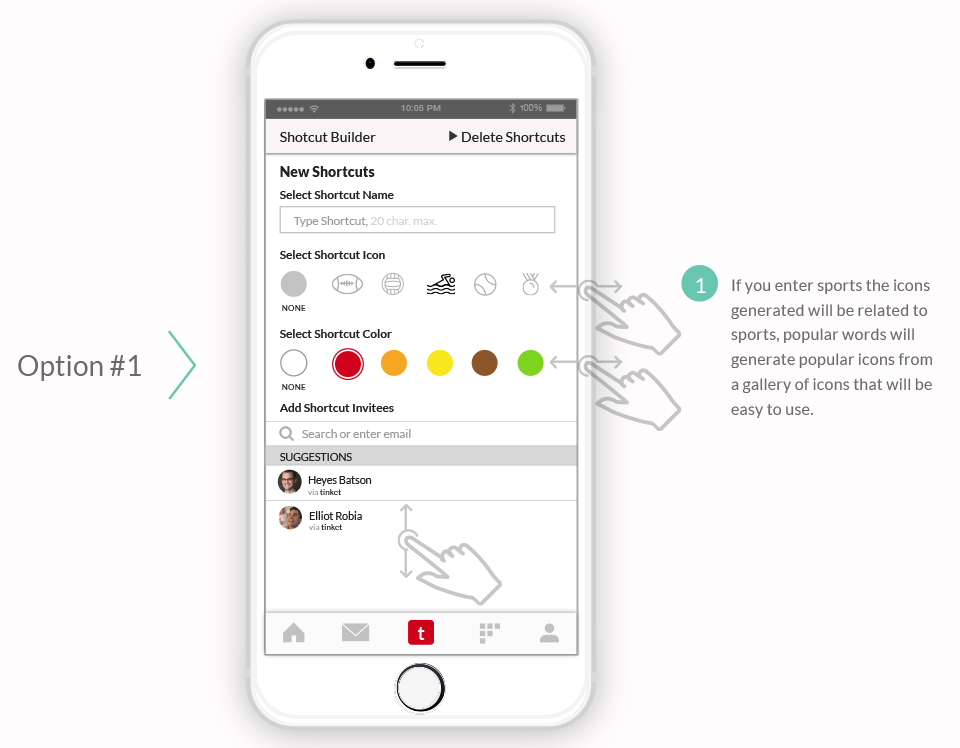 10:05 PM
100%
Shotcut Builder
Delete Shortcuts
New Shortcuts
Select Shortcut Name
Type Shortcut, 20 char. max.
Select Shortcut Icon
NONE
Select Shortcut Color
NONE
Add Shortcut Invitees
Search or enter email
SUGGESTIONS
Heyes Batson
via tinket
Elliot Robia
via tinket
t
Option #1
1
If you enter sports the icons
generated will be related to
sports, popular words will
generate popular icons from
a gallery of icons that will be
easy to use.